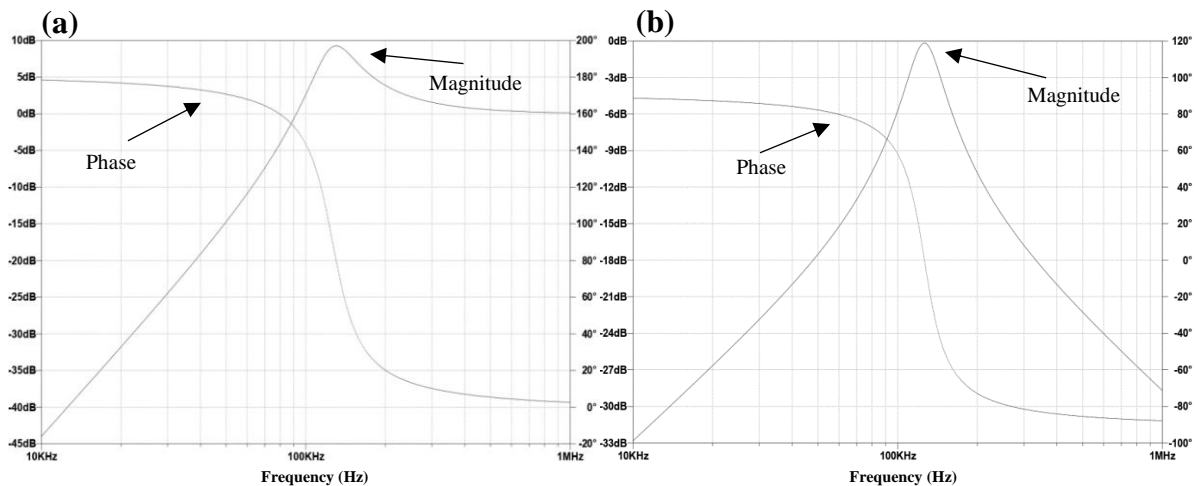 (a)
10dB
5dB
0dB
-5dB
-10dB
-15dB
-20dB
-25dB
-30dB
-35dB
-40dB
-45dB
200°
180°
160°
140°
120°
100°
80°
60°
40°
20°
0°
-20°
Magnitude
Phase
10KHz
100KHz
1MHz
Frequency (Hz)
(b)
0dB
-3dB
-6dB
-9dB
-12dB
-15dB
-18dB
-21dB
-24dB
-27dB
-30dB
-33dB
120°
100°
80°
60°
40°
20°
0°
-20°
-40°
-60°
-80°
-100°
Magnitude
Phase
10KHz
100KHz
1MHz
Frequency (Hz)